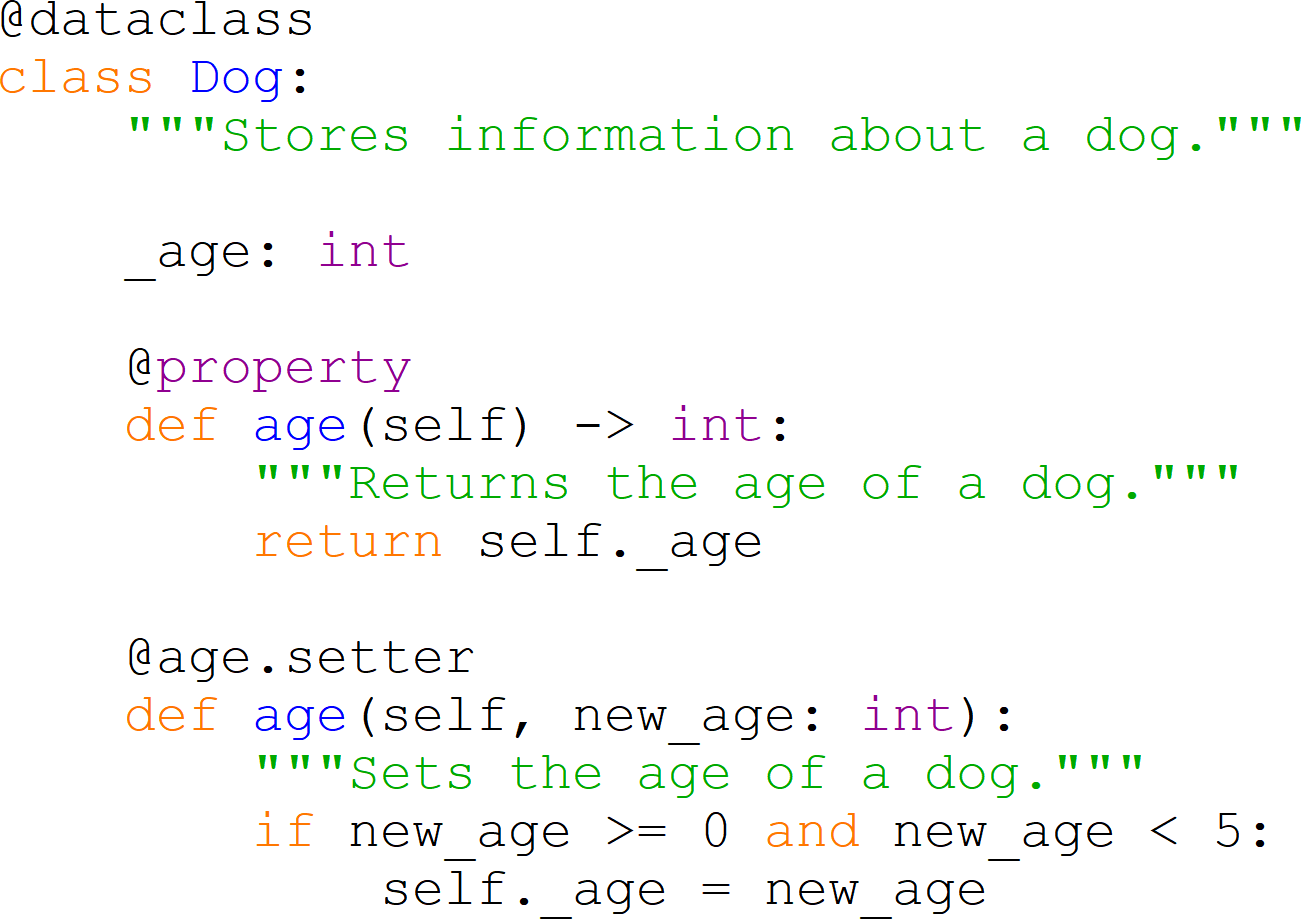 @dataclass
class Dog:
    """Stores information about a dog."""

    _age: int

    @property
    def age(self) -> int:
        """Returns the age of a dog."""
        return self._age

    @age.setter
    def age(self, new_age: int):
        """Sets the age of a dog."""
        if new_age >= 0 and new_age < 5:
            self._age = new_age